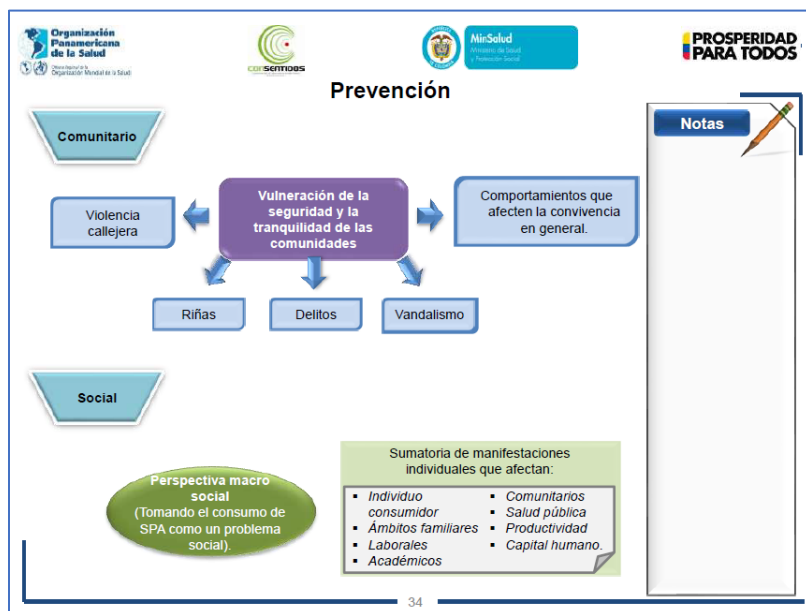 Organización
Panamericana
de la Salud
Oficina Regional de la
Organización Mundial de la Salud
consentidos
MinSalud
Ministerio de Salud
y Protección Social
PROSPERIDAD
PARA TODOS
Prevención
Comunitario
Notas
Vulneración de la
seguridad y la
tranquilidad de las
comunidades
Violencia
callejera
Comportamientos que
afecten la convivencia
en general.
Riñas
Delitos
Vandalismo
Social
Perspectiva macro
social
(Tomando el consumo de
SPA como un problema
social).
Sumatoria de manifestaciones
individuales que afectan:
▪ Individuo
consumidor
▪ Ámbitos familiares
▪ Laborales
▪ Académicos
▪ Comunitarios
▪ Salud pública
▪ Productividad
▪ Capital humano.
34